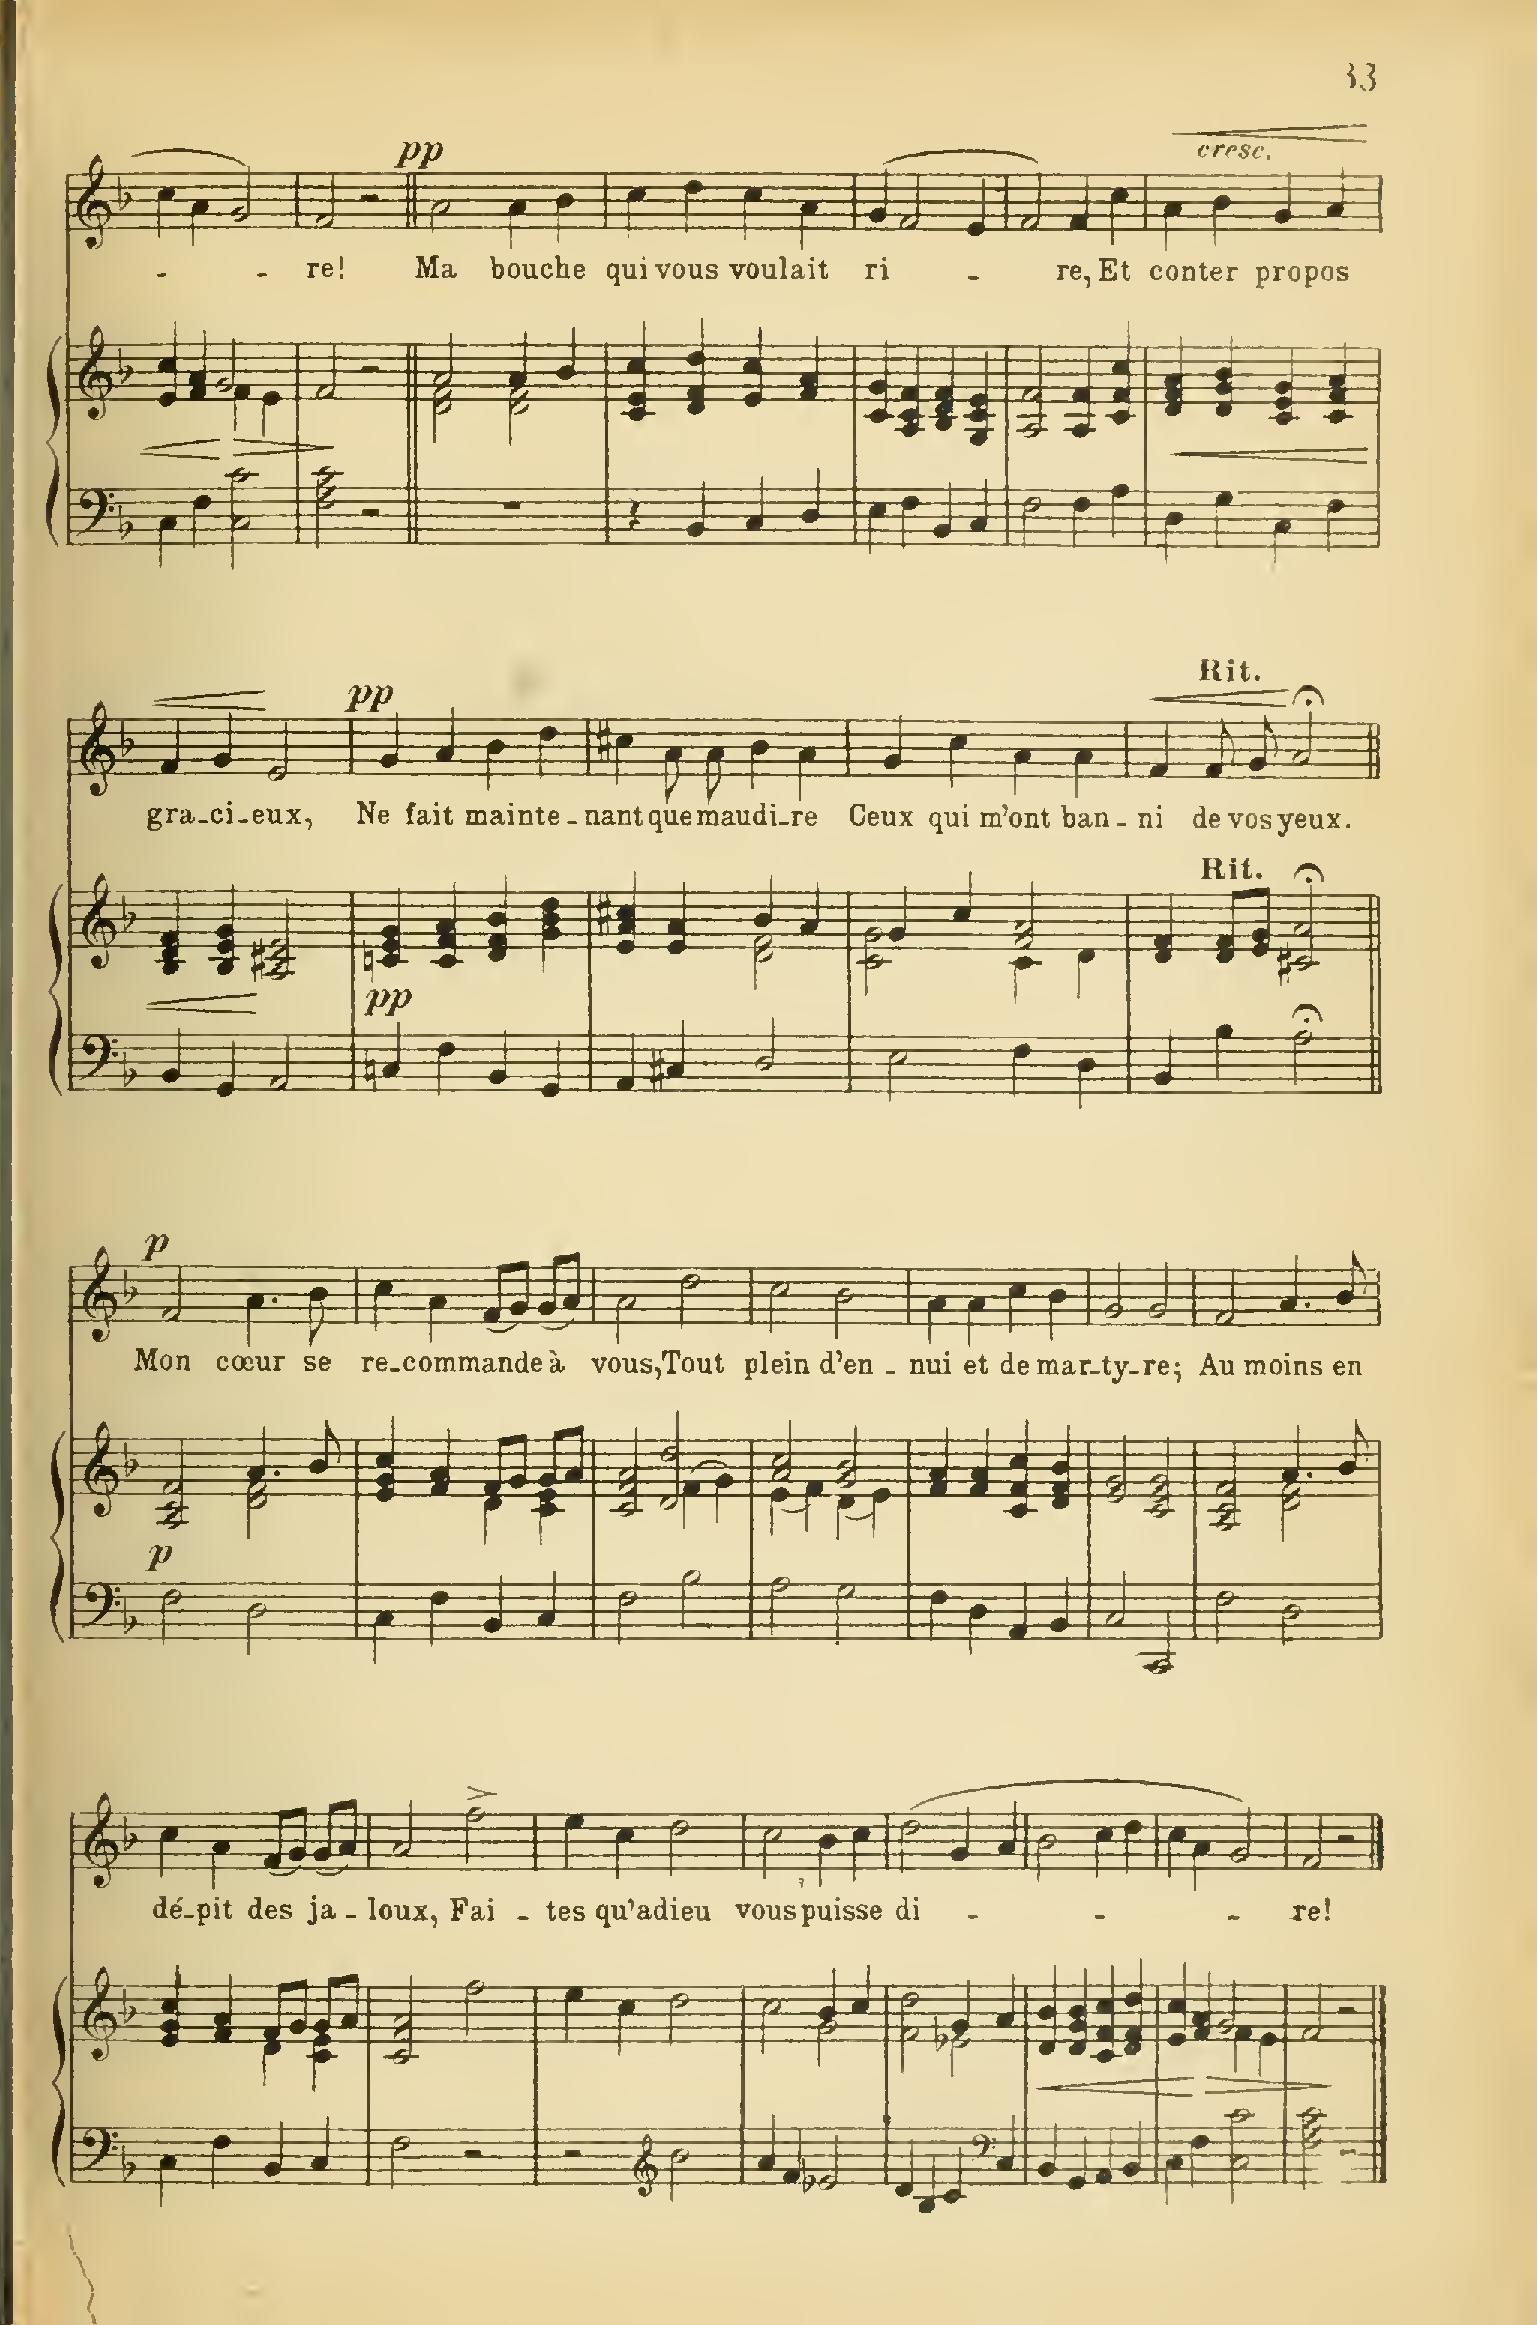 33
cresc.
pp
- - re! Ma bouche qui vous voulait ri - re, Et conter propos
Rit.
pp
gra-ci-eux, Ne fait mainte-nant que maudi-re Ceux qui m'ont ban-ni de vos yeux.
Rit.
pp
p
Mon cœur se re-commande à vous, Tout plein d'en-nui et de mar-ty-re; Au moins en
p
dé-pit des ja-loux, Fai-tes qu'adieu vous puisse di - - - re!